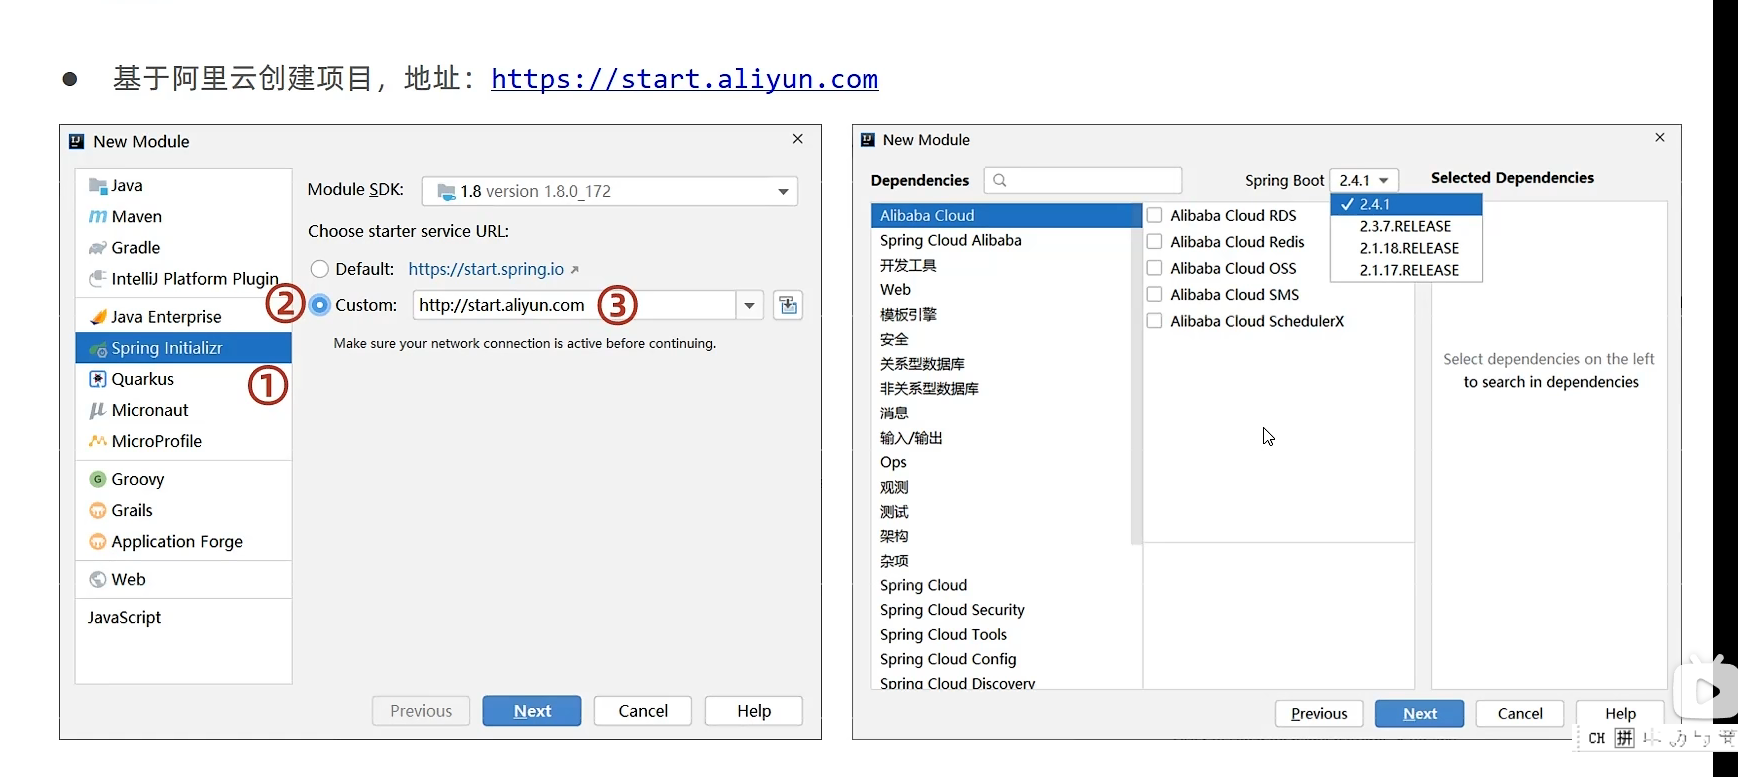 ● 基于阿里云创建项目，地址：https://start.aliyun.com
New Module
Java
Maven
Gradle
IntelliJ Platform Plugin
Java Enterprise
Spring Initializr
Quarkus
Micronaut
MicroProfile
Groovy
Grails
Application Forge
Web
JavaScript
①
Module SDK: 1.8 version 1.8.0_172
Choose starter service URL:
Default: https://start.spring.io
② Custom: http://start.aliyun.com ③
Make sure your network connection is active before continuing.
Previous Next Cancel Help
New Module
Dependencies Spring Boot 2.4.1 Selected Dependencies
✓ 2.4.1
2.3.7.RELEASE
2.1.18.RELEASE
2.1.17.RELEASE
Alibaba Cloud
Spring Cloud Alibaba
开发工具
Web
模板引擎
安全
关系型数据库
非关系型数据库
消息
输入/输出
Ops
观测
测试
架构
杂项
Spring Cloud
Spring Cloud Security
Spring Cloud Tools
Spring Cloud Config
Spring Cloud Discovery
Alibaba Cloud RDS
Alibaba Cloud Redis
Alibaba Cloud OSS
Alibaba Cloud SMS
Alibaba Cloud SchedulerX
Select dependencies on the left
to search in dependencies
Previous Next Cancel Help
CH 拼